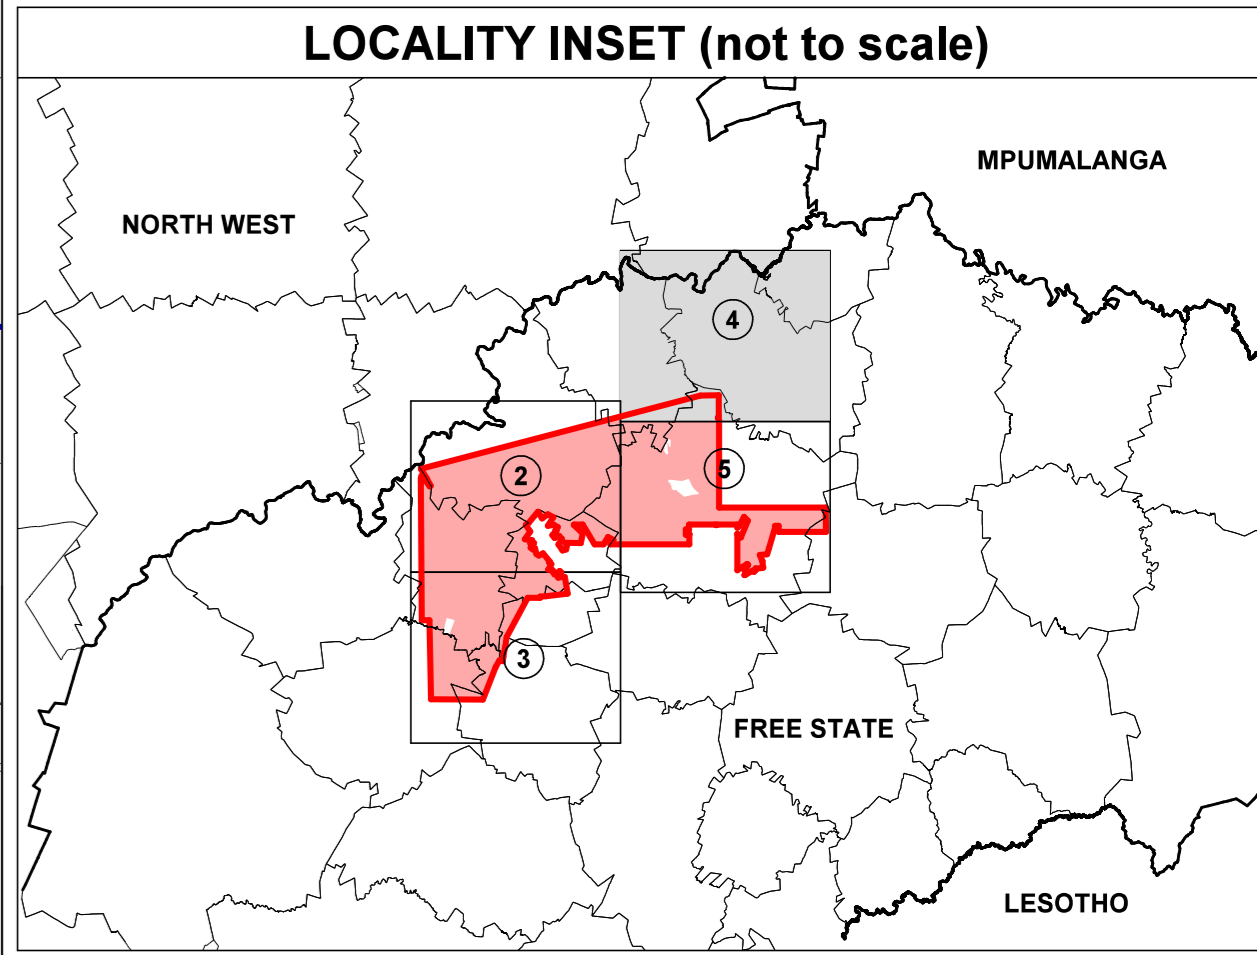 LOCALITY INSET (not to scale)
MPUMALANGA
NORTH WEST
4
5
2
3
FREE STATE
LESOTHO